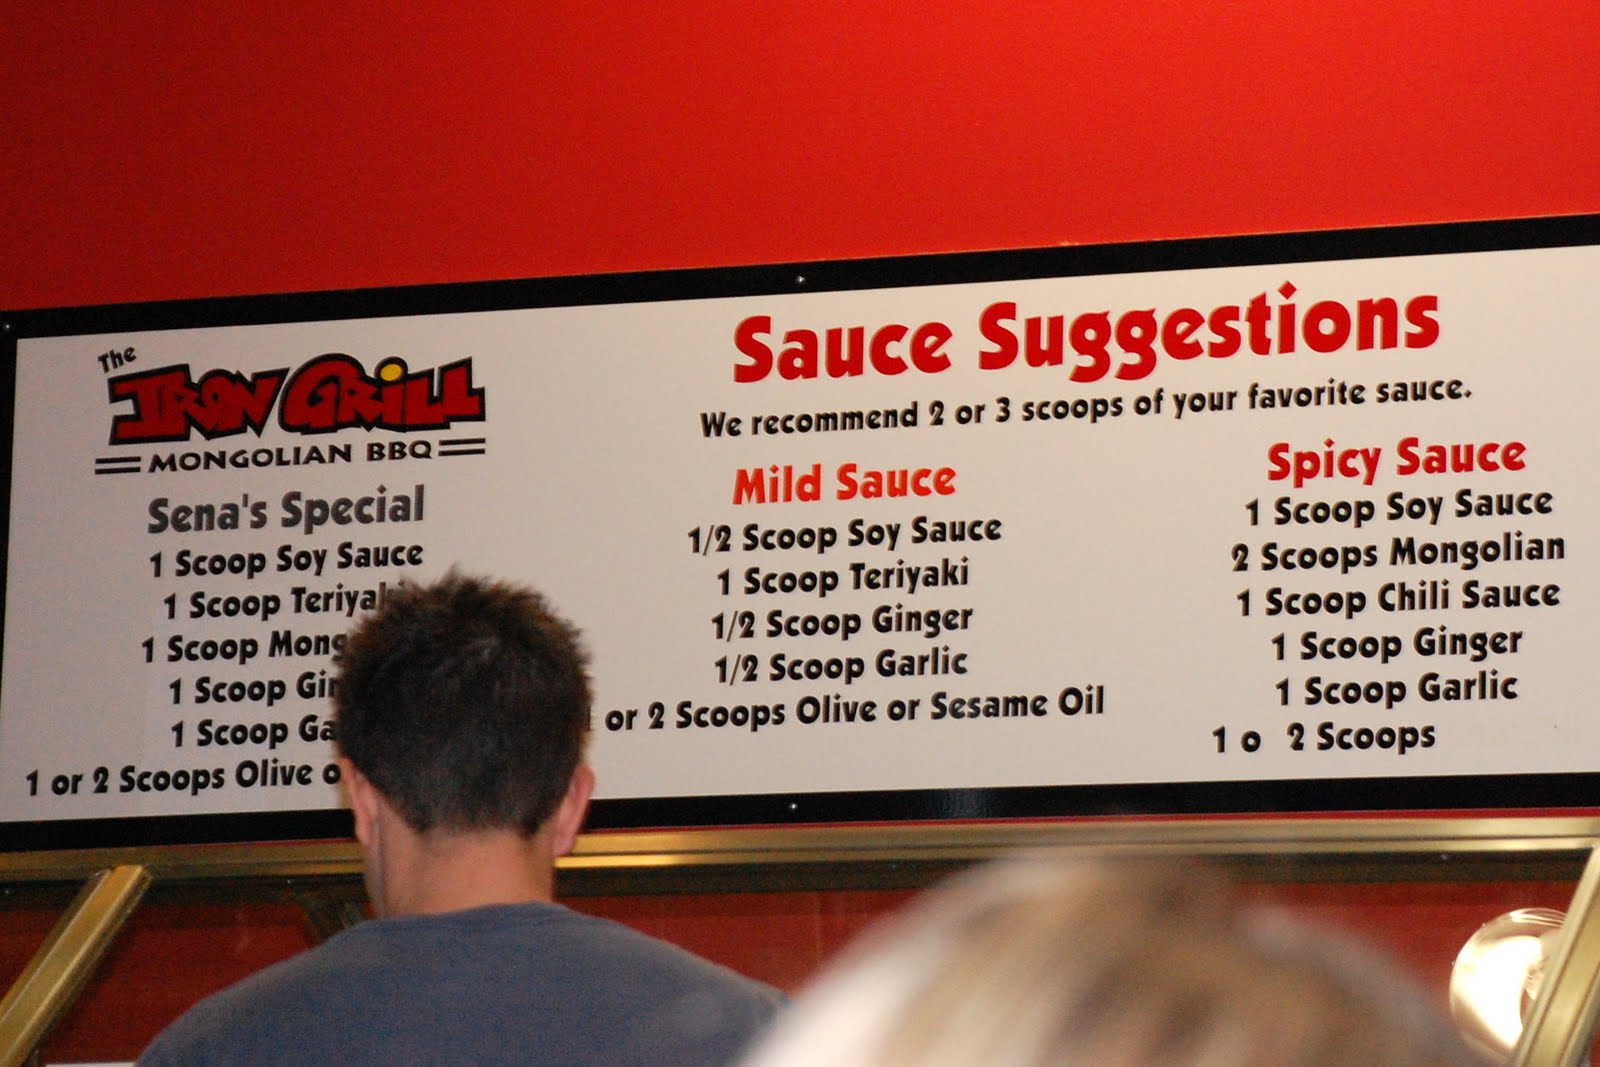 The
IRON GRILL
MONGOLIAN BBQ
Sena's Special
1 Scoop Soy Sauce
1 Scoop
1 Scoop
1 Scoop
1 Scoop
1 or 2 Scoops Olive
Sauce Suggestions
We recommend 2 or 3 scoops of your favorite sauce.
Mild Sauce
1/2 Scoop Soy Sauce
1 Scoop Teriyaki
1/2 Scoop Ginger
1/2 Scoop Garlic
or 2 Scoops Olive or Sesame Oil
Spicy Sauce
1 Scoop Soy Sauce
2 Scoops Mongolian
1 Scoop Chili Sauce
1 Scoop Ginger
1 Scoop Garlic
1 o 2 Scoops